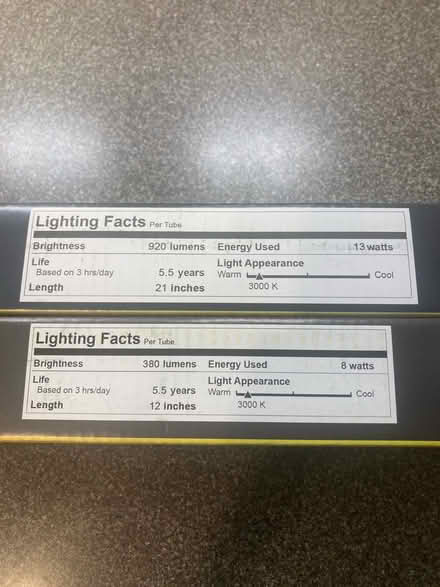 Lighting Facts Per Tube
Brightness 920 lumens Energy Used 13 watts
Life Light Appearance
Based on 3 hrs/day 5.5 years Warm Cool
Length 21 inches 3000 K
Lighting Facts Per Tube
Brightness 380 lumens Energy Used 8 watts
Life Light Appearance
Based on 3 hrs/day 5.5 years Warm Cool
Length 12 inches 3000 K